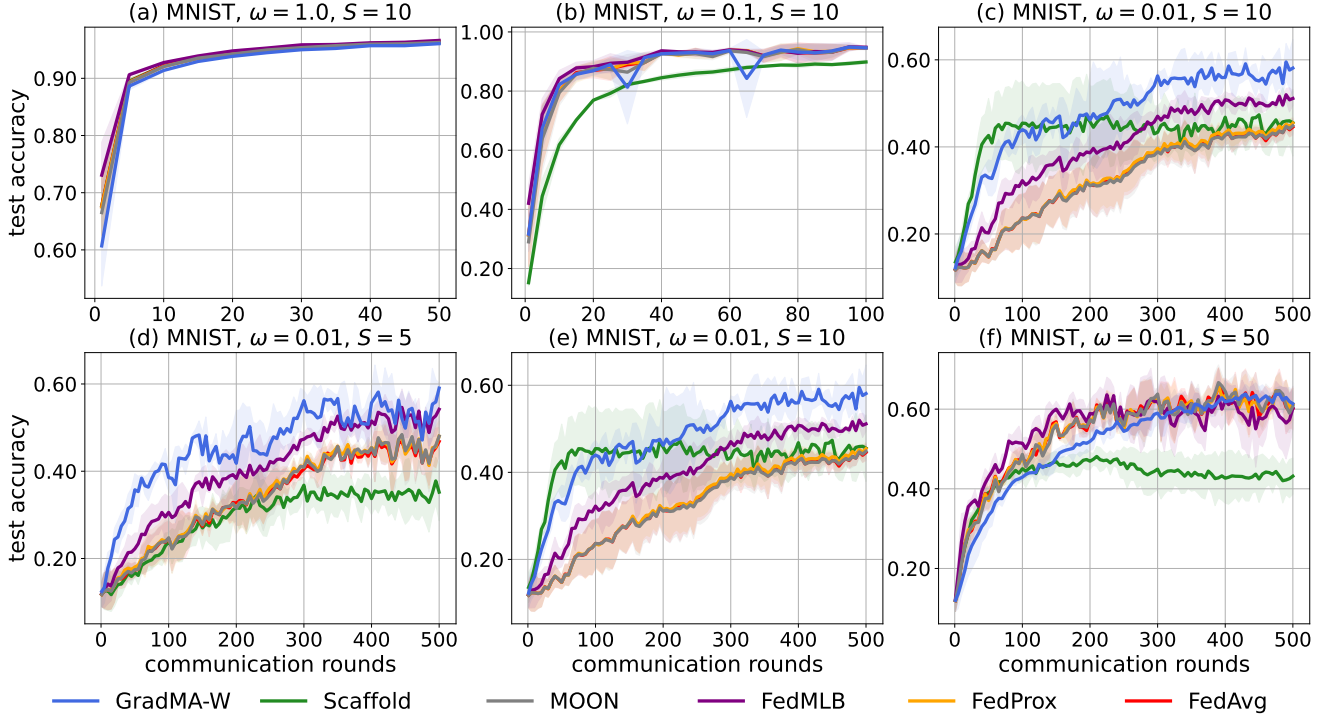 (a) MNIST, ω = 1.0, S = 10
(b) MNIST, ω = 0.1, S = 10
(c) MNIST, ω = 0.01, S = 10
test accuracy
0.90
0.80
0.70
0.60
0 10 20 30 40 50
1.00
0.80
0.60
0.40
0.20
0 20 40 60 80 100
0.60
0.40
0.20
0 100 200 300 400 500
(d) MNIST, ω = 0.01, S = 5
(e) MNIST, ω = 0.01, S = 10
(f) MNIST, ω = 0.01, S = 50
test accuracy
0.60
0.40
0.20
0 100 200 300 400 500
0.60
0.40
0.20
0 100 200 300 400 500
0.60
0.40
0.20
0 100 200 300 400 500
communication rounds
communication rounds
communication rounds
GradMA-W Scaffold MOON FedMLB FedProx FedAvg